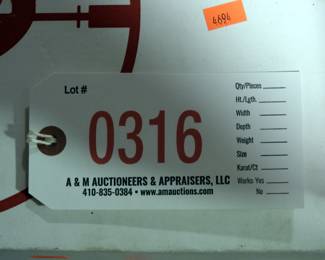 4694
Lot #
0316
Qty/Pieces
Ht./Lgth.
Width
Depth
Weight
Size
Karat/Ct
Works Yes
No
A & M AUCTIONEERS & APPRAISERS, LLC
410-835-0384 • www.amauctions.com